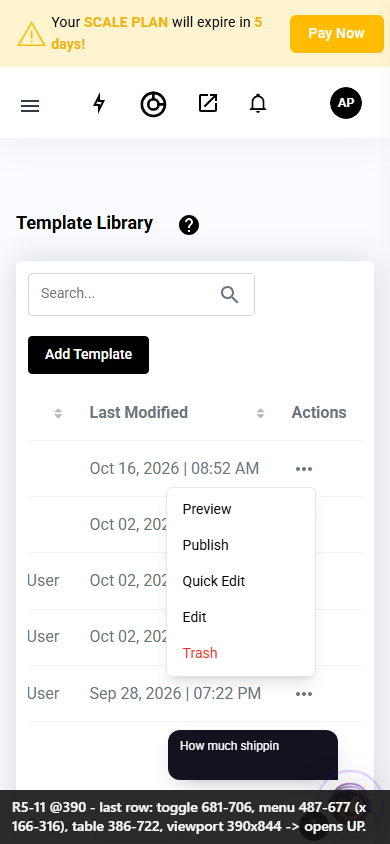 Your SCALE PLAN will expire in 5
days!
Pay Now
AP
Template Library
Search...
Add Template
Last Modified
Actions
Oct 16, 2026 | 08:52 AM
Oct 02, 202
User
Oct 02, 202
User
Oct 02, 202
User
Sep 28, 2026 | 07:22 PM
Preview
Publish
Quick Edit
Edit
Trash
How much shippin
R5-11 @390 - last row: toggle 681-706, menu 487-677 (x
166-316), table 386-722, viewport 390x844 -> opens UP.